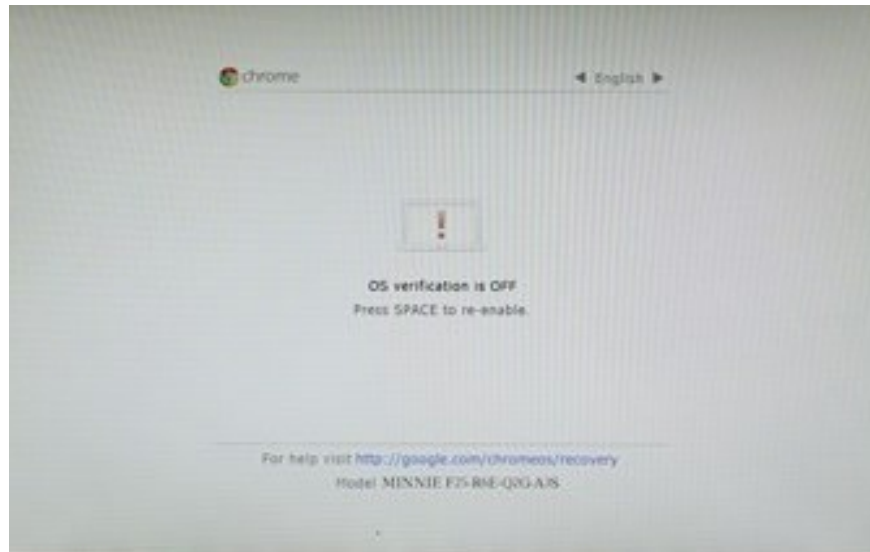 chrome
◀ English ▶
!
OS verification is OFF
Press SPACE to re-enable.
For help visit http://google.com/chromeos/recovery
Model MINNIE